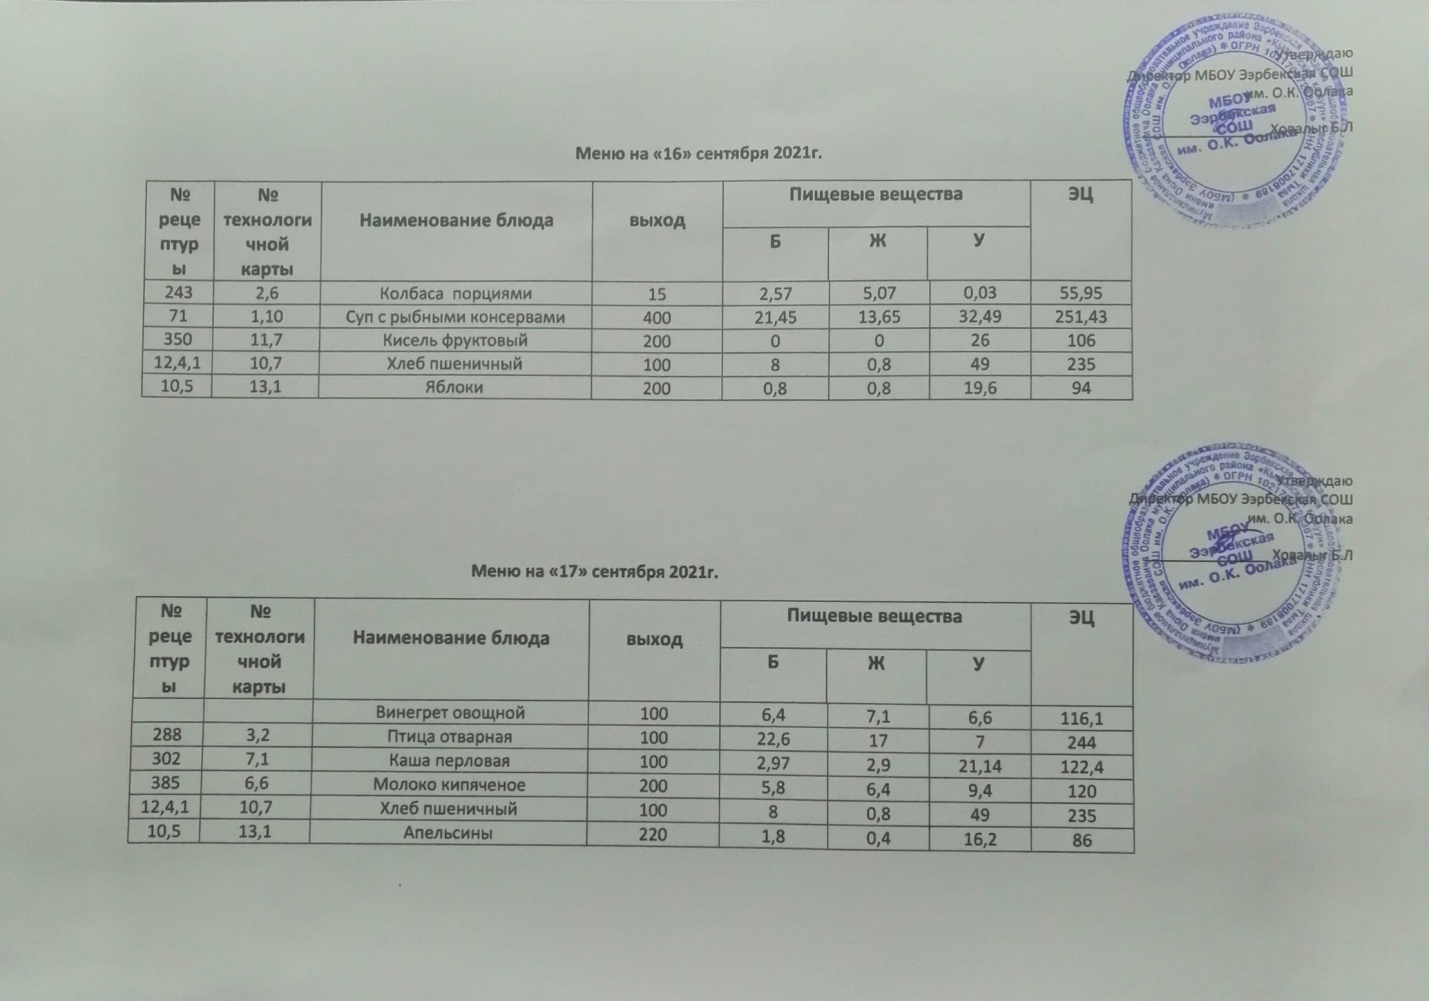 Утверждаю
Директор МБОУ Ээрбекская СОШ
им. О.К. Оолака
Ховалыг Б.Л
МБОУ
Ээрбекская
СОШ
им. О.К. Оолака
Меню на «16» сентября 2021г.
№ рецептуры № технологичной карты Наименование блюда выход Пищевые вещества ЭЦ
Б Ж У
243 2,6 Колбаса порциями 15 2,57 5,07 0,03 55,95
71 1,10 Суп с рыбными консервами 400 21,45 13,65 32,49 251,43
350 11,7 Кисель фруктовый 200 0 0 26 106
12,4,1 10,7 Хлеб пшеничный 100 8 0,8 49 235
10,5 13,1 Яблоки 200 0,8 0,8 19,6 94
Утверждаю
Директор МБОУ Ээрбекская СОШ
им. О.К. Оолака
Ховалыг Б.Л
МБОУ
Ээрбекская
СОШ
им. О.К. Оолака
Меню на «17» сентября 2021г.
№ рецептуры № технологичной карты Наименование блюда выход Пищевые вещества ЭЦ
Б Ж У
Винегрет овощной 100 6,4 7,1 6,6 116,1
288 3,2 Птица отварная 100 22,6 17 7 244
302 7,1 Каша перловая 100 2,97 2,9 21,14 122,4
385 6,6 Молоко кипяченое 200 5,8 6,4 9,4 120
12,4,1 10,7 Хлеб пшеничный 100 8 0,8 49 235
10,5 13,1 Апельсины 220 1,8 0,4 16,2 86